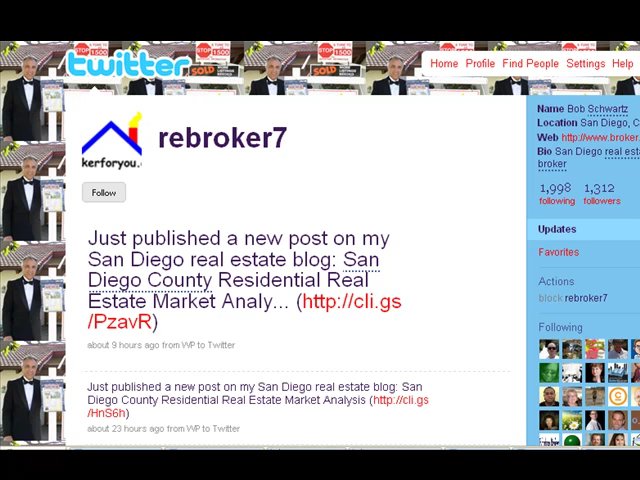 twitter
Home Profile Find People Settings Help
STOP
1500
SOLD
rebroker7
kerforyou.
Follow
Just published a new post on my
San Diego real estate blog: San
Diego County Residential Real
Estate Market Analy... (http://cli.gs
/PzavR)
about 9 hours ago from WP to Twitter
Just published a new post on my San Diego real estate blog: San
Diego County Residential Real Estate Market Analysis (http://cli.gs
/HnS6h)
about 23 hours ago from WP to Twitter
Name Bob Schwartz
Location San Diego, C
Web http://www.broker.
Bio San Diego real esta
broker
1,998 1,312
following followers
Updates
Favorites
Actions
block rebroker7
Following